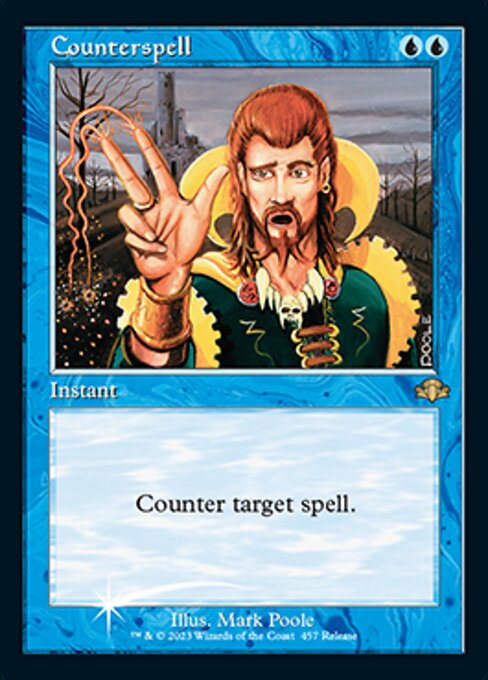 Counterspell
POOLE
Instant
Counter target spell.
Illus. Mark Poole
™ & © 2023 Wizards of the Coast 457 Release